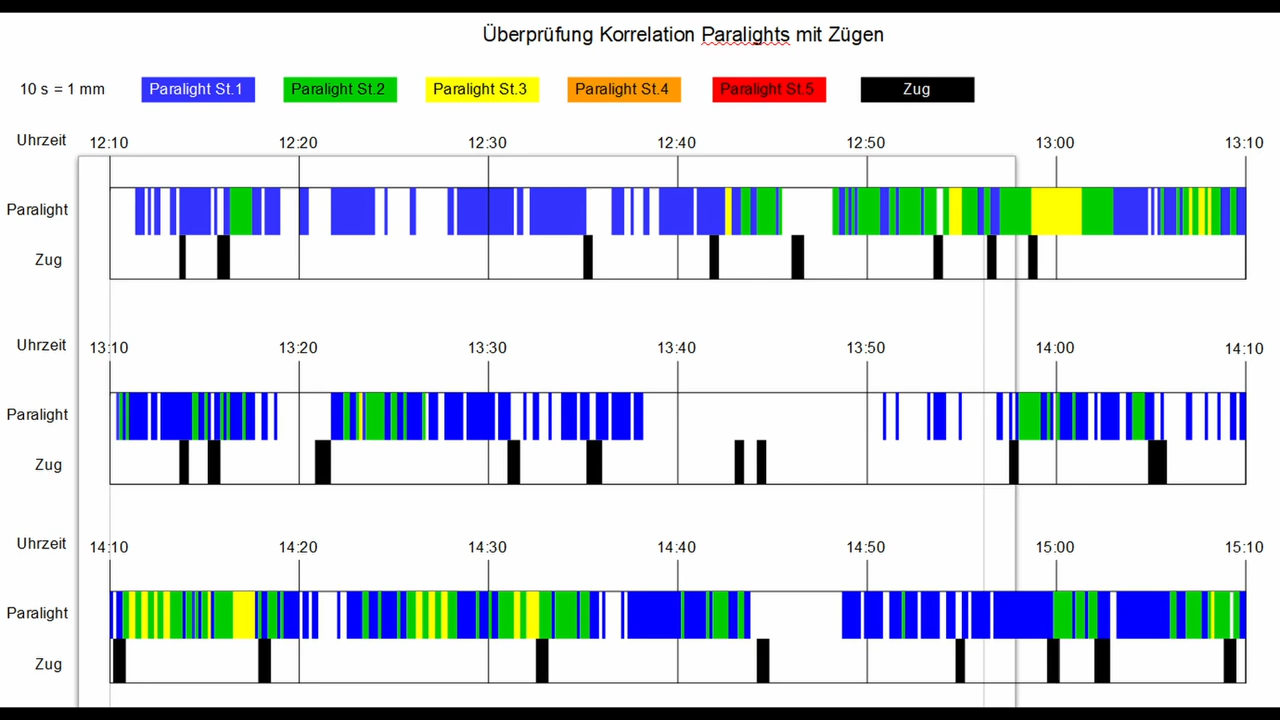 Überprüfung Korrelation Paralights mit Zügen
10 s = 1 mm Paralight St.1 Paralight St.2 Paralight St.3 Paralight St.4 Paralight St.5 Zug
Uhrzeit 12:10 12:20 12:30 12:40 12:50 13:00 13:10
Paralight
Zug
Uhrzeit 13:10 13:20 13:30 13:40 13:50 14:00 14:10
Paralight
Zug
Uhrzeit 14:10 14:20 14:30 14:40 14:50 15:00 15:10
Paralight
Zug